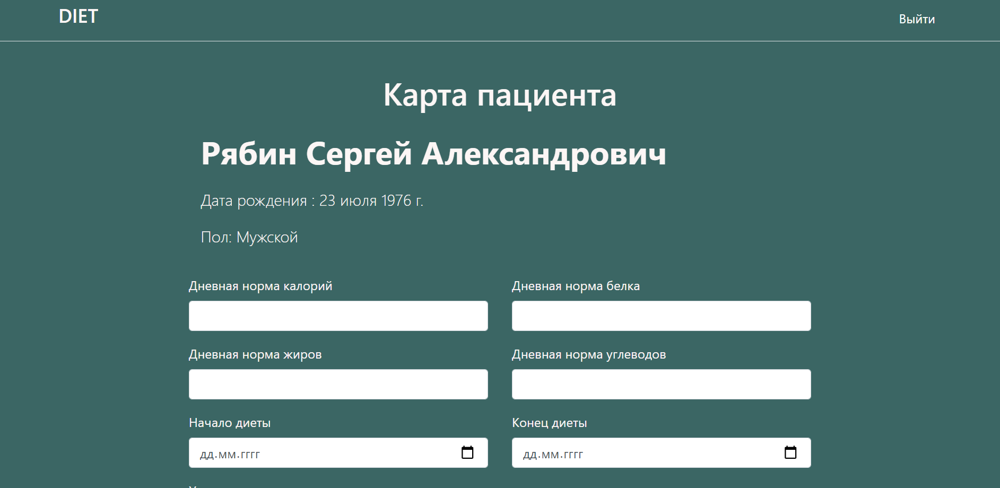 DIET
Выйти
Карта пациента
Рябин Сергей Александрович
Дата рождения : 23 июля 1976 г.
Пол: Мужской
Дневная норма калорий
Дневная норма белка
Дневная норма жиров
Дневная норма углеводов
Начало диеты
Конец диеты
дд.мм.гггг
дд.мм.гггг